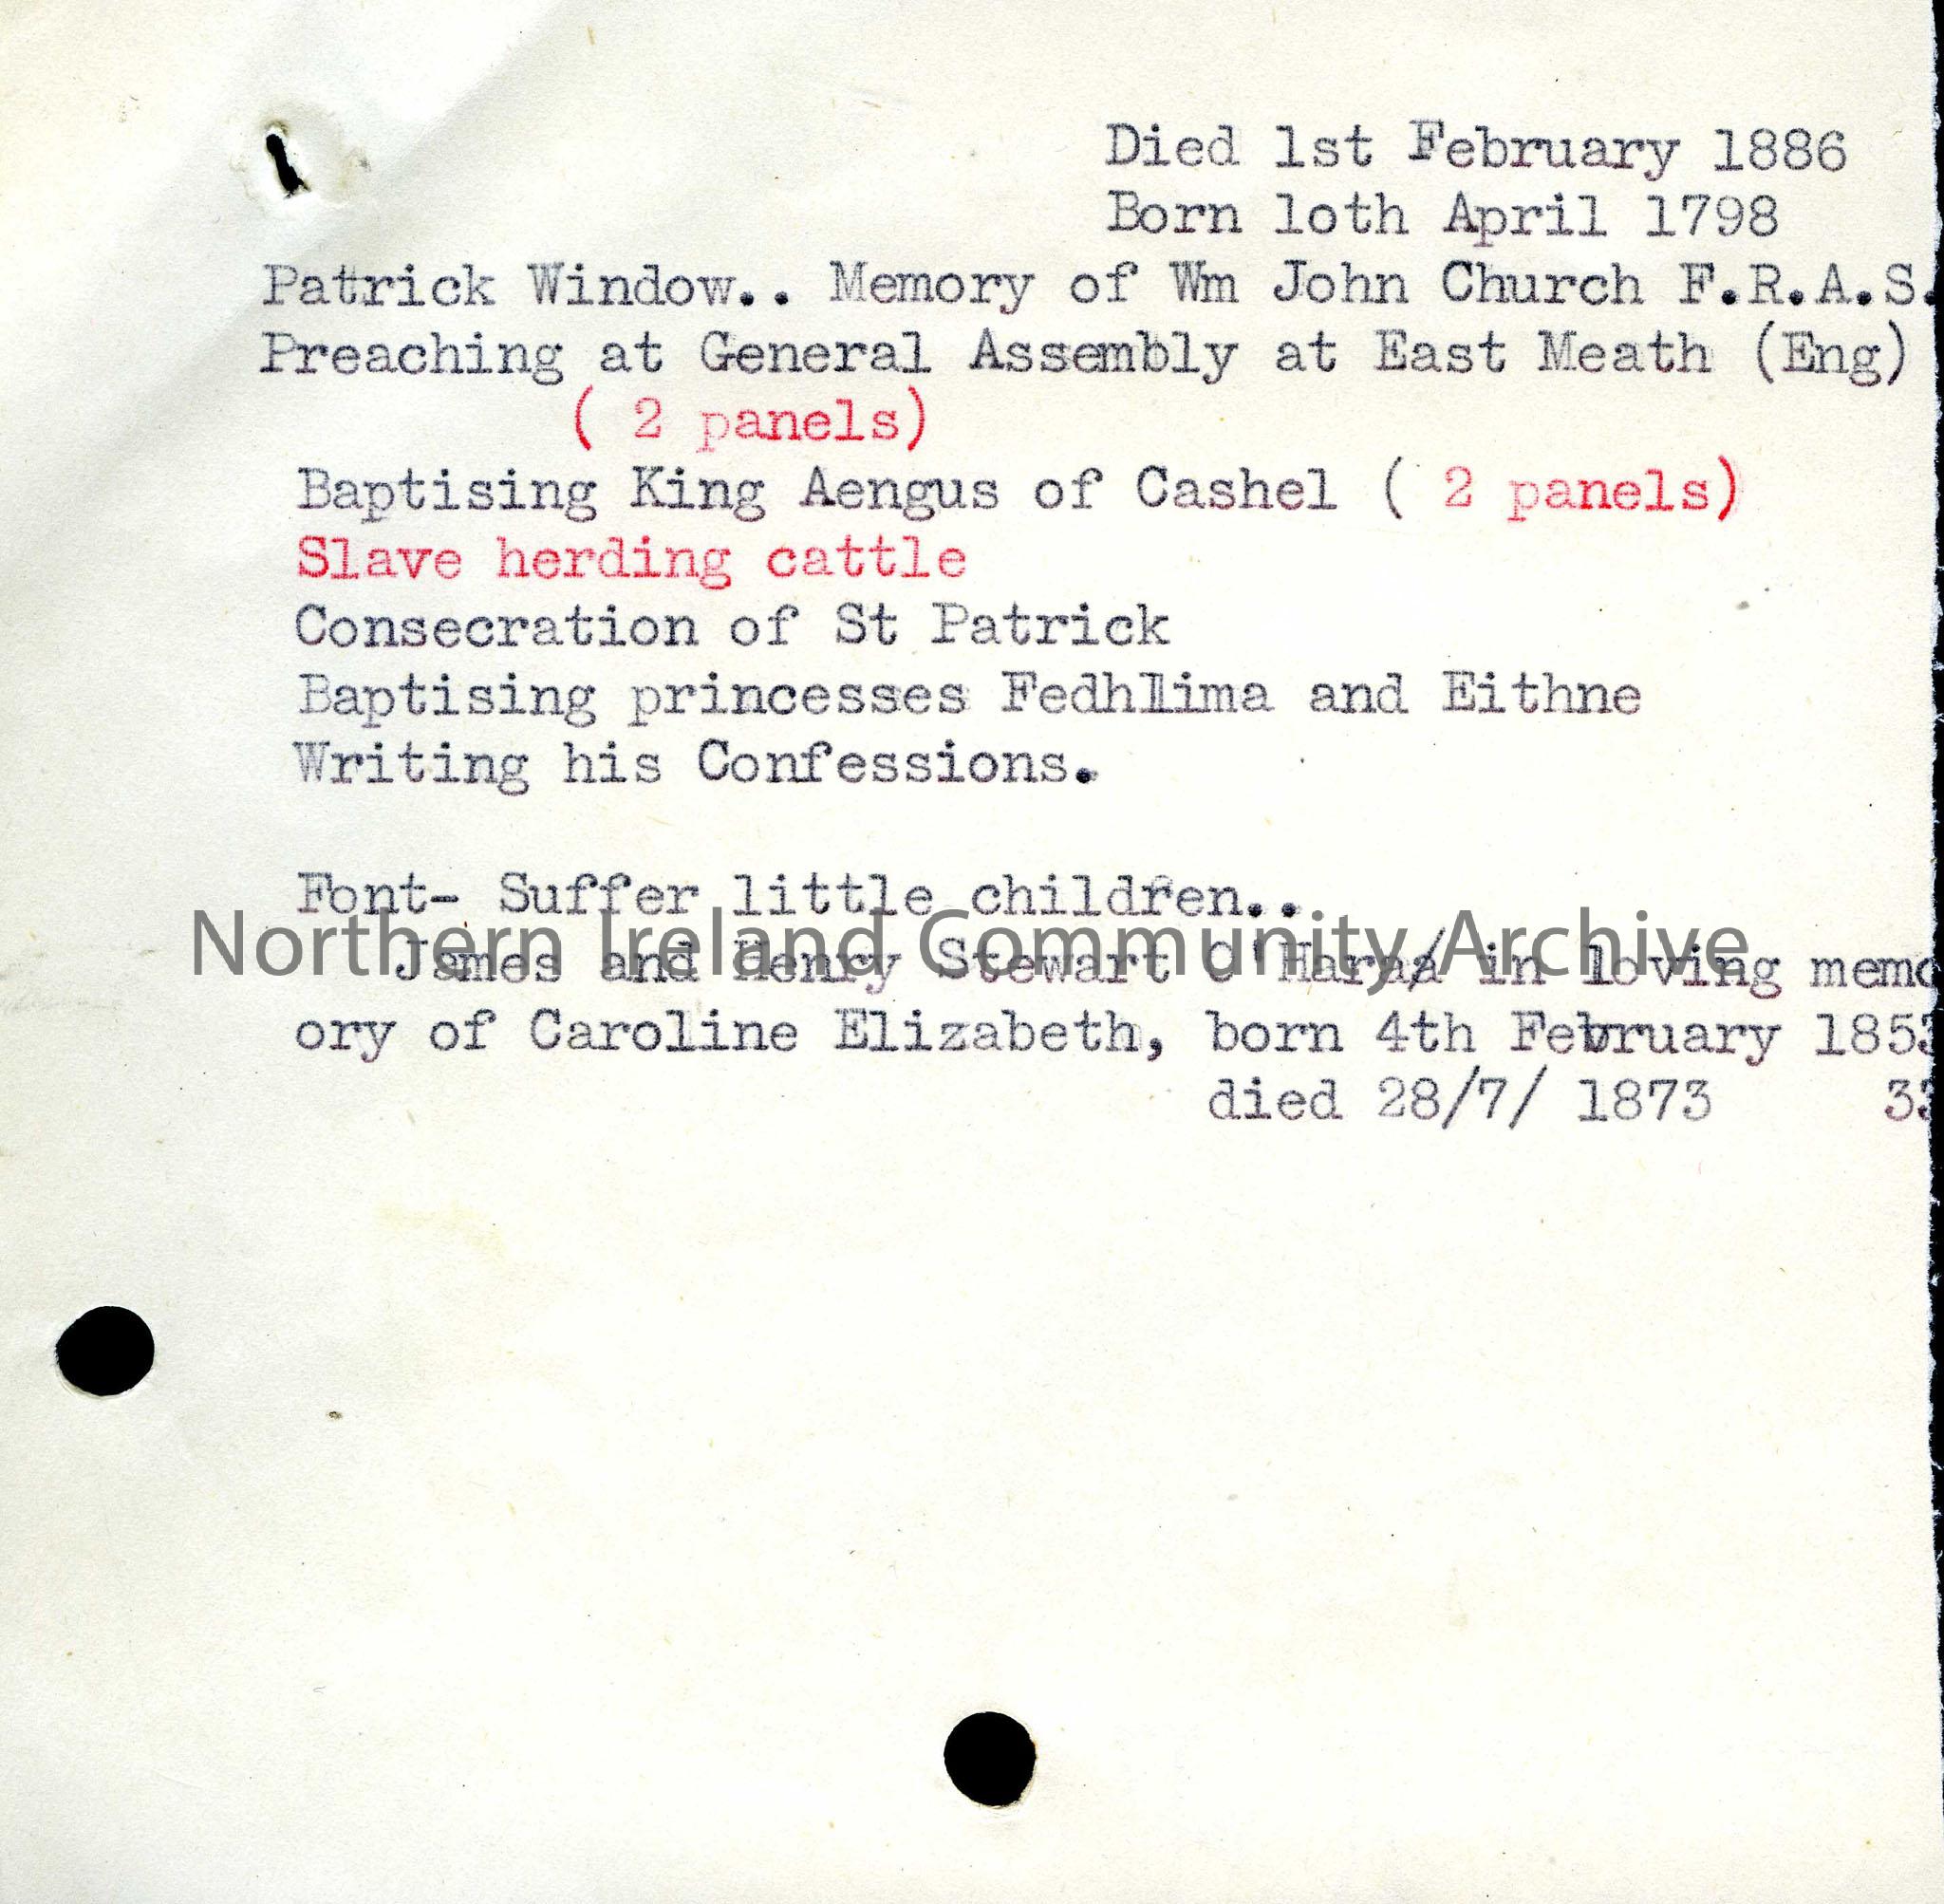 Died 1st February 1886
Born loth April 1798
Patrick Window.. Memory of Wm John Church F.R.A.S.
Preaching at General Assembly at East Meath (Eng)
( 2 panels)
Baptising King Aengus of Cashel ( 2 panels)
Slave herding cattle
Consecration of St Patrick
Baptising princesses Fedhlima and Eithne
Writing his Confessions.
Font- Suffer little children..
Northern Ireland Community Archive
James and Henry Stewart O'Hara in loving memo
ory of Caroline Elizabeth, born 4th February 1853
died 28/7/ 1873 33